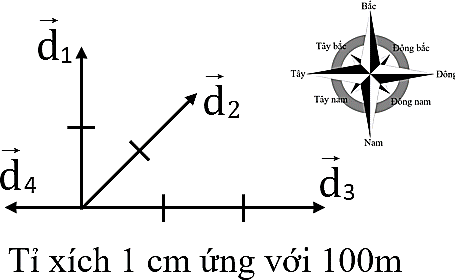 Bắc
d₁
Tây bắc
Đông bắc
d₂
Tây
Đông
Tây nam
Đông nam
Nam
d₄
d₃
Tỉ xích 1 cm ứng với 100m